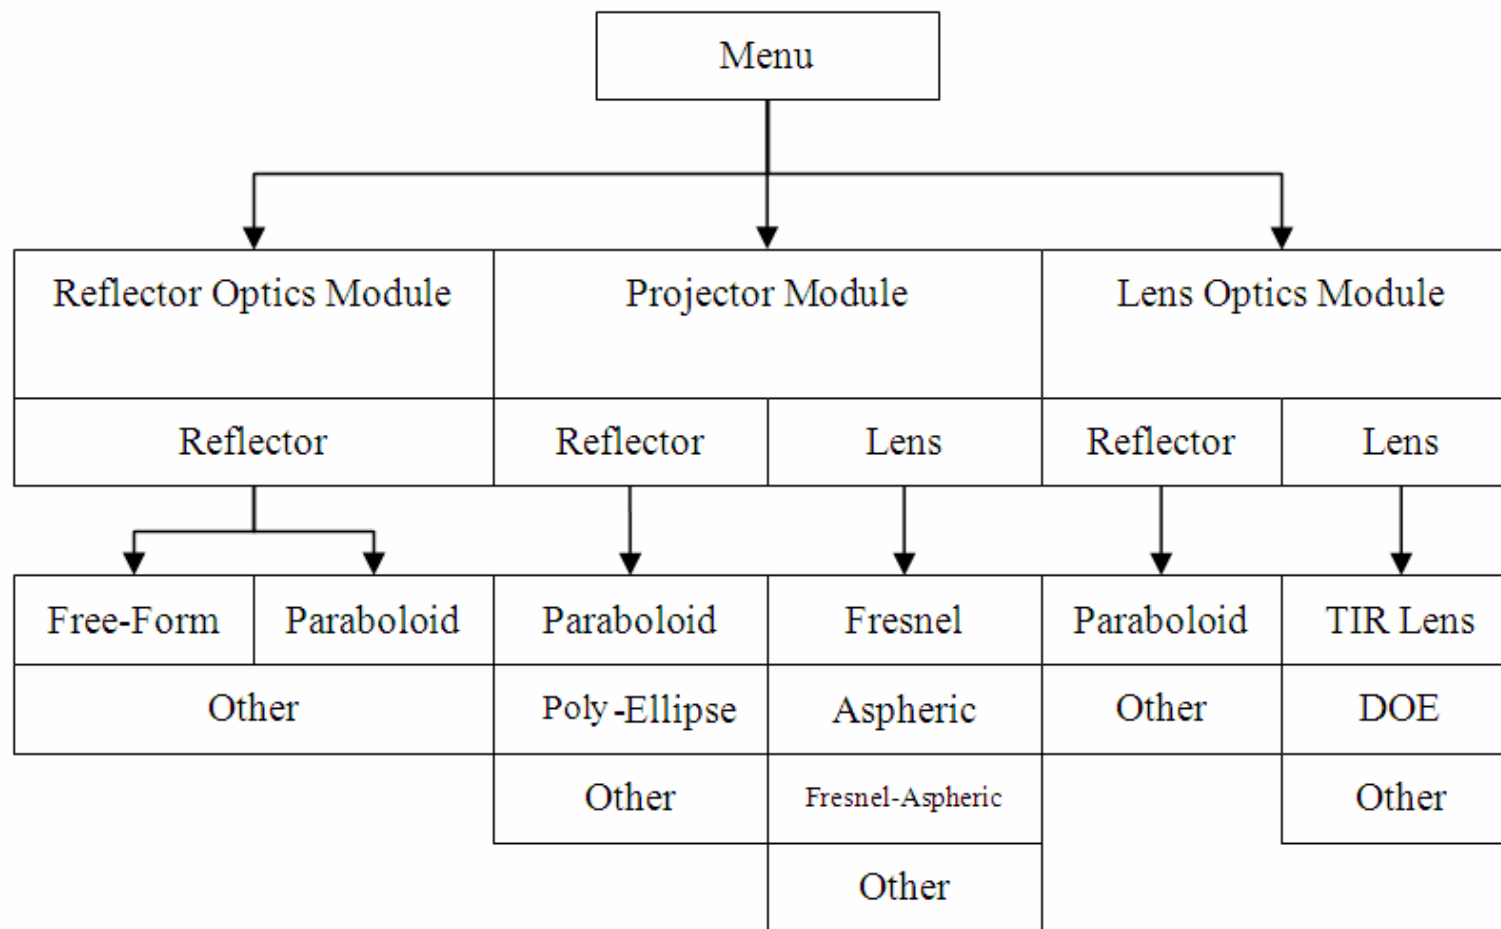 Menu
Reflector Optics Module
Projector Module
Lens Optics Module
Reflector
Reflector
Lens
Reflector
Lens
Free-Form
Paraboloid
Paraboloid
Fresnel
Paraboloid
TIR Lens
Other
Poly-Ellipse
Aspheric
Other
DOE
Other
Fresnel-Aspheric
Other
Other